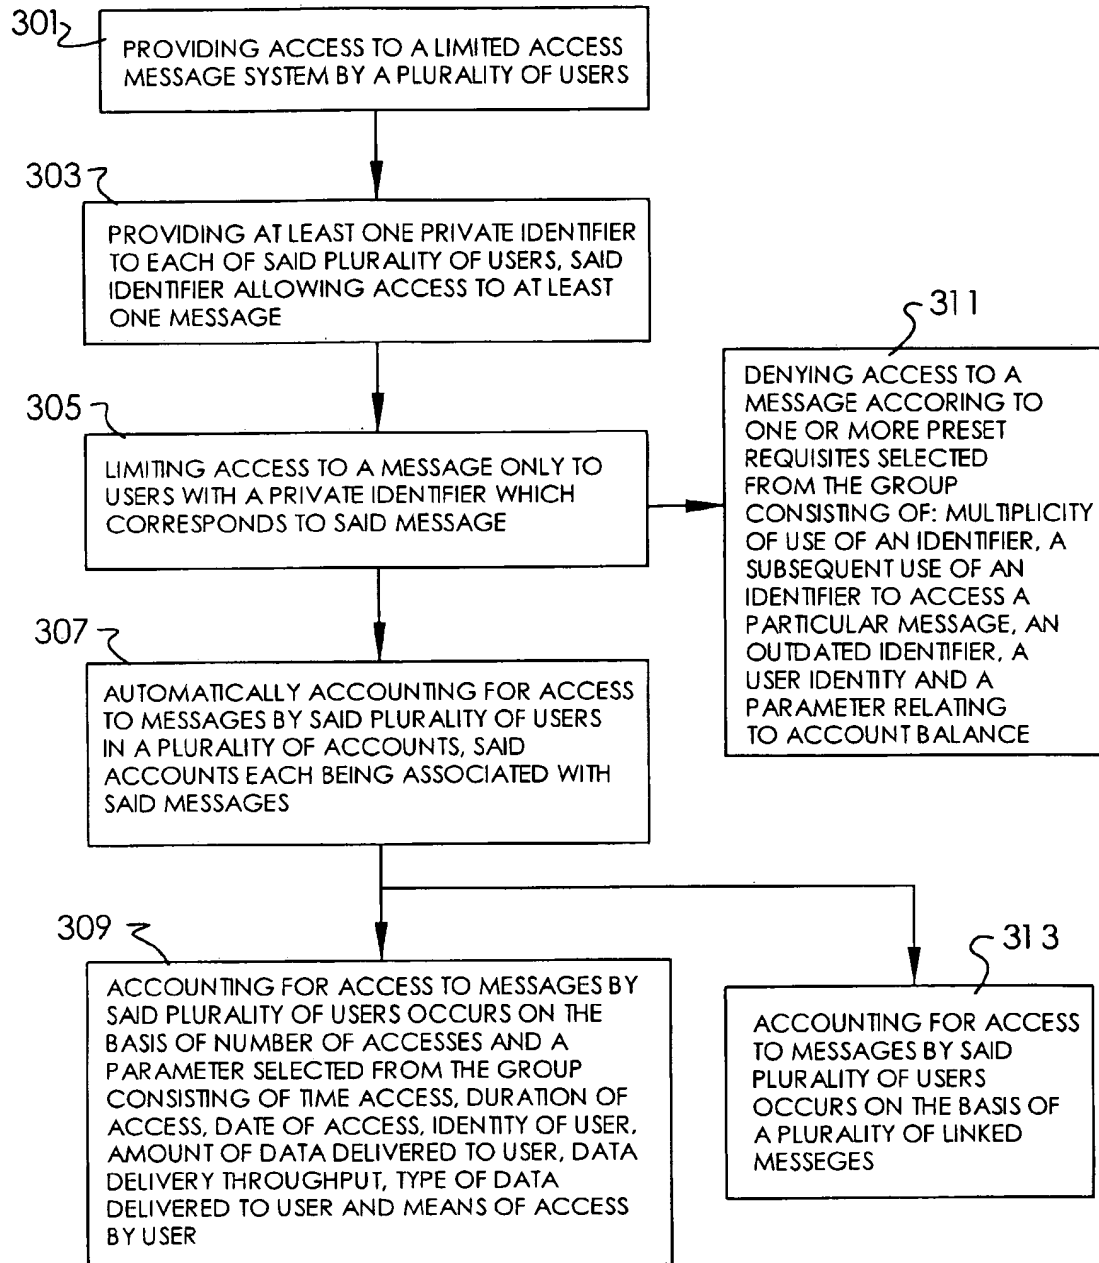 301
PROVIDING ACCESS TO A LIMITED ACCESS
MESSAGE SYSTEM BY A PLURALITY OF USERS
303
PROVIDING AT LEAST ONE PRIVATE IDENTIFIER
TO EACH OF SAID PLURALITY OF USERS, SAID
IDENTIFIER ALLOWING ACCESS TO AT LEAST
ONE MESSAGE
305
LIMITING ACCESS TO A MESSAGE ONLY TO
USERS WITH A PRIVATE IDENTIFIER WHICH
CORRESPONDS TO SAID MESSAGE
311
DENYING ACCESS TO A
MESSAGE ACCORING TO
ONE OR MORE PRESET
REQUISITES SELECTED
FROM THE GROUP
CONSISTING OF: MULTIPLICITY
OF USE OF AN IDENTIFIER, A
SUBSEQUENT USE OF AN
IDENTIFIER TO ACCESS A
PARTICULAR MESSAGE, AN
OUTDATED IDENTIFIER, A
USER IDENTITY AND A
PARAMETER RELATING
TO ACCOUNT BALANCE
307
AUTOMATICALLY ACCOUNTING FOR ACCESS
TO MESSAGES BY SAID PLURALITY OF USERS
IN A PLURALITY OF ACCOUNTS, SAID
ACCOUNTS EACH BEING ASSOCIATED WITH
SAID MESSAGES
309
ACCOUNTING FOR ACCESS TO MESSAGES BY
SAID PLURALITY OF USERS OCCURS ON THE
BASIS OF NUMBER OF ACCESSES AND A
PARAMETER SELECTED FROM THE GROUP
CONSISTING OF TIME ACCESS, DURATION OF
ACCESS, DATE OF ACCESS, IDENTITY OF USER,
AMOUNT OF DATA DELIVERED TO USER, DATA
DELIVERY THROUGHPUT, TYPE OF DATA
DELIVERED TO USER AND MEANS OF ACCESS
BY USER
313
ACCOUNTING FOR ACCESS
TO MESSAGES BY SAID
PLURALITY OF USERS
OCCURS ON THE BASIS OF
A PLURALITY OF LINKED
MESSEGES